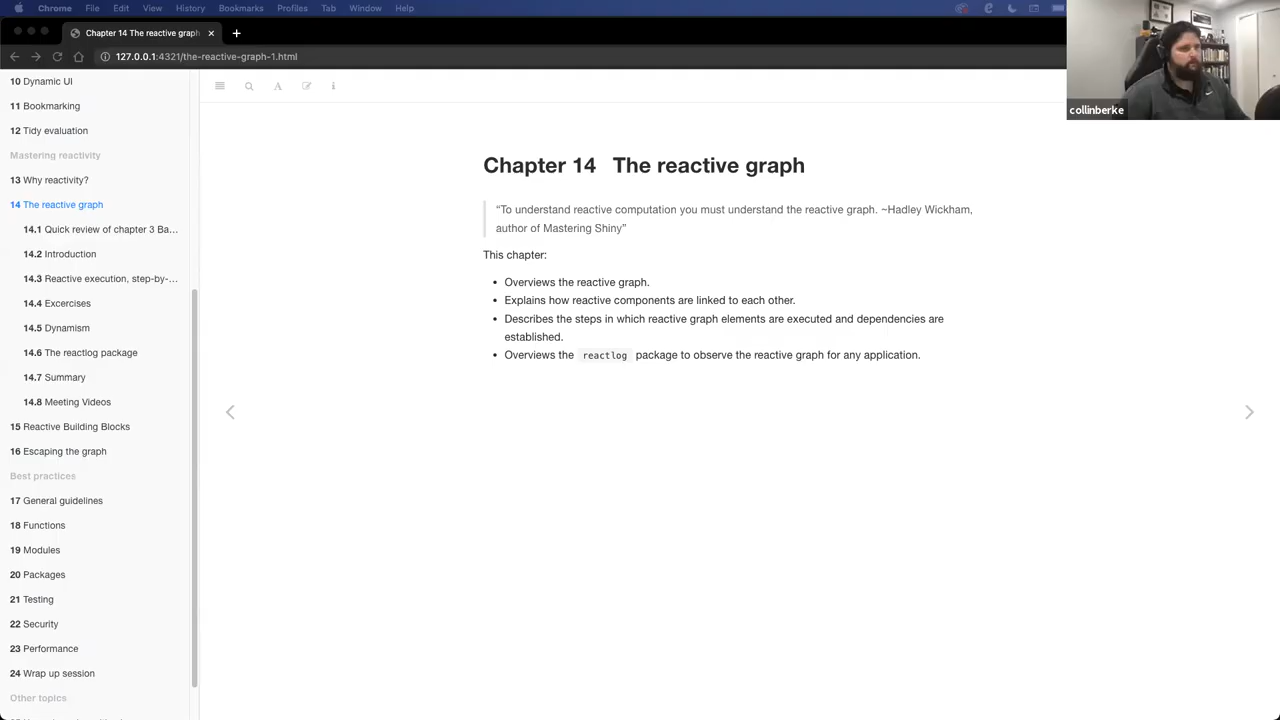 Chrome File Edit View History Bookmarks Profiles Tab Window Help
Chapter 14 The reactive graph
127.0.0.1:4321/the-reactive-graph-1.html
collinberke
10 Dynamic UI
11 Bookmarking
12 Tidy evaluation
Mastering reactivity
13 Why reactivity?
14 The reactive graph
14.1 Quick review of chapter 3 Ba...
14.2 Introduction
14.3 Reactive execution, step-by-...
14.4 Excercises
14.5 Dynamism
14.6 The reactlog package
14.7 Summary
14.8 Meeting Videos
15 Reactive Building Blocks
16 Escaping the graph
Best practices
17 General guidelines
18 Functions
19 Modules
20 Packages
21 Testing
22 Security
23 Performance
24 Wrap up session
Other topics
Chapter 14 The reactive graph
“To understand reactive computation you must understand the reactive graph. ~Hadley Wickham,
author of Mastering Shiny”
This chapter:
• Overviews the reactive graph.
• Explains how reactive components are linked to each other.
• Describes the steps in which reactive graph elements are executed and dependencies are
established.
• Overviews the reactlog package to observe the reactive graph for any application.